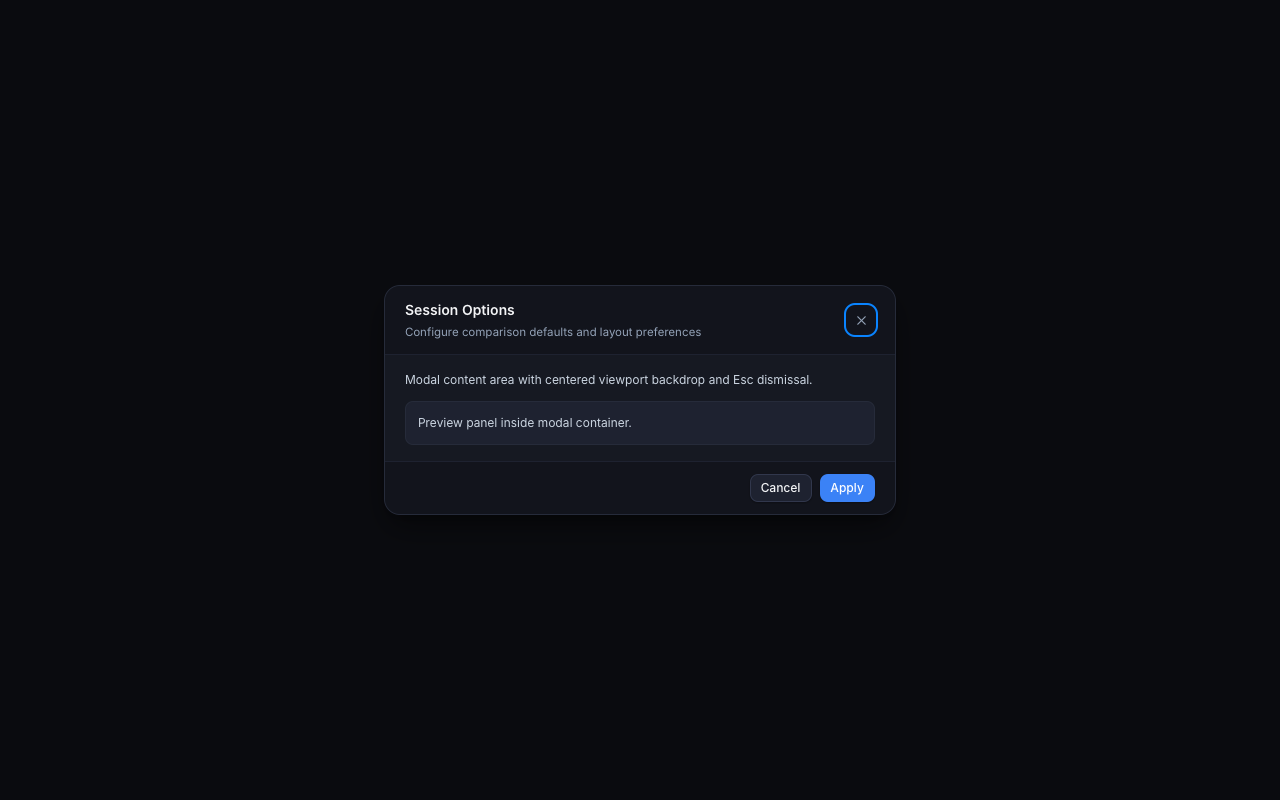 Session Options
Configure comparison defaults and layout preferences
Modal content area with centered viewport backdrop and Esc dismissal.
Preview panel inside modal container.
Cancel
Apply